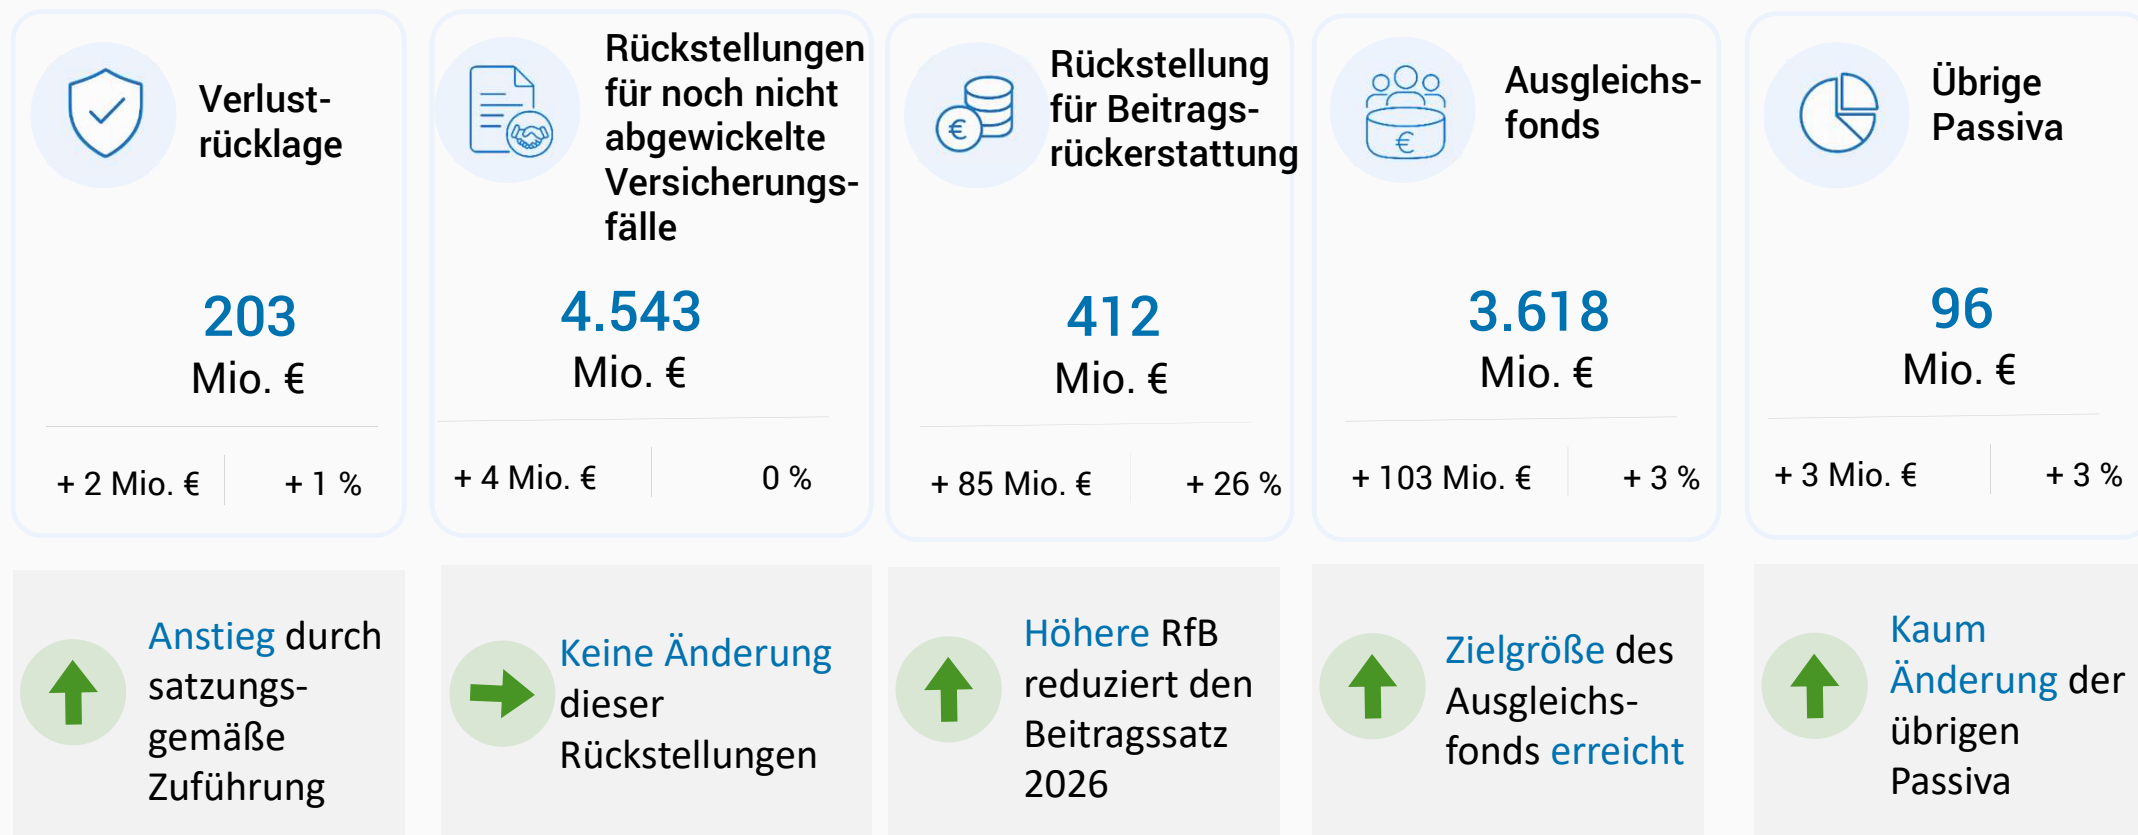 Verlust-
rücklage
203
Mio. €
+ 2 Mio. €
+ 1 %
Anstieg durch
satzungs-
gemäße
Zuführung
Rückstellungen
für noch nicht
abgewickelte
Versicherungs-
fälle
4.543
Mio. €
+ 4 Mio. €
0 %
Keine Änderung
dieser
Rückstellungen
Rückstellung
für Beitrags-
rückerstattung
€
412
Mio. €
+ 85 Mio. €
+ 26 %
Höhere RfB
reduziert den
Beitragssatz
2026
Ausgleichs-
fonds
€
3.618
Mio. €
+ 103 Mio. €
+ 3 %
Zielgröße des
Ausgleichs-
fonds erreicht
Übrige
Passiva
96
Mio. €
+ 3 Mio. €
+ 3 %
Kaum
Änderung der
übrigen
Passiva